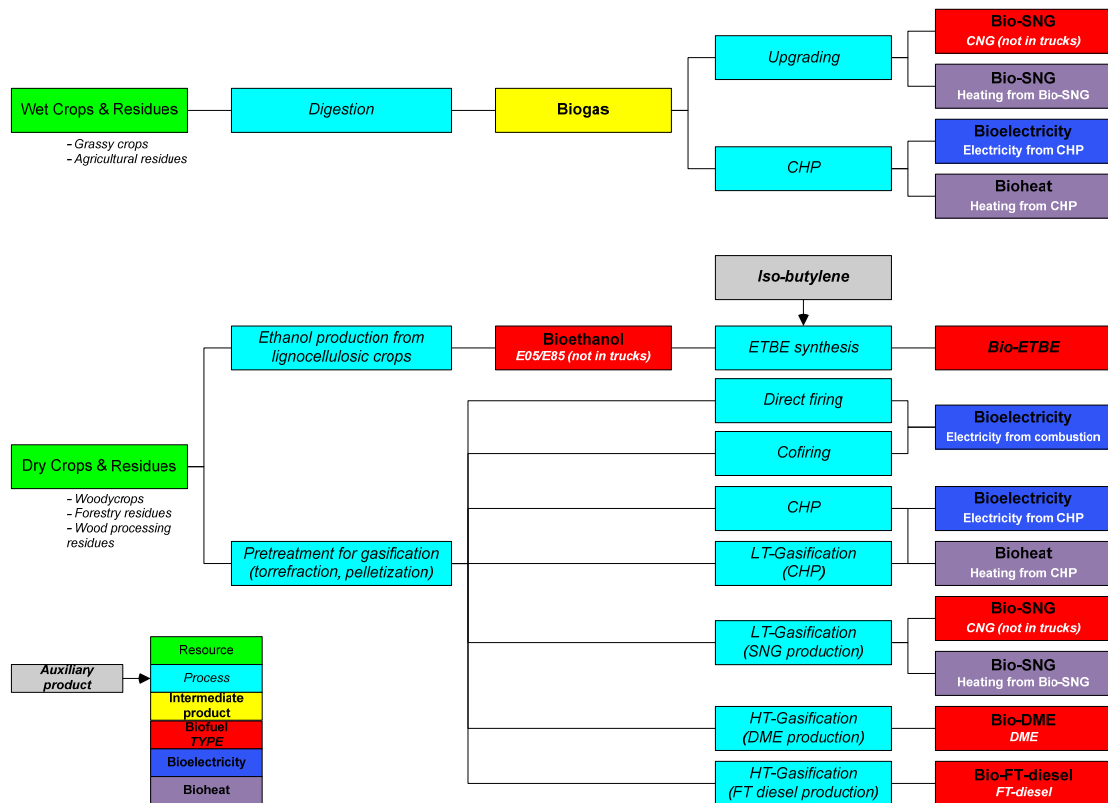 Bio-SNG
CNG (not in trucks)
Upgrading
Bio-SNG
Heating from Bio-SNG
Wet Crops & Residues
Digestion
Biogas
- Grassy crops
- Agricultural residues
Bioelectricity
Electricity from CHP
CHP
Bioheat
Heating from CHP
Iso-butylene
Ethanol production from
lignocellulosic crops
Bioethanol
E05/E85 (not in trucks)
ETBE synthesis
Bio-ETBE
Direct firing
Bioelectricity
Electricity from combustion
Cofiring
Dry Crops & Residues
- Woodycrops
- Forestry residues
- Wood processing
residues
CHP
Bioelectricity
Electricity from CHP
Pretreatment for gasification
(torrefraction, pelletization)
LT-Gasification
(CHP)
Bioheat
Heating from CHP
LT-Gasification
(SNG production)
Bio-SNG
CNG (not in trucks)
Bio-SNG
Heating from Bio-SNG
HT-Gasification
(DME production)
Bio-DME
DME
HT-Gasification
(FT diesel production)
Bio-FT-diesel
FT-diesel
Auxiliary
product
Resource
Process
Intermediate
product
Biofuel
TYPE
Bioelectricity
Bioheat